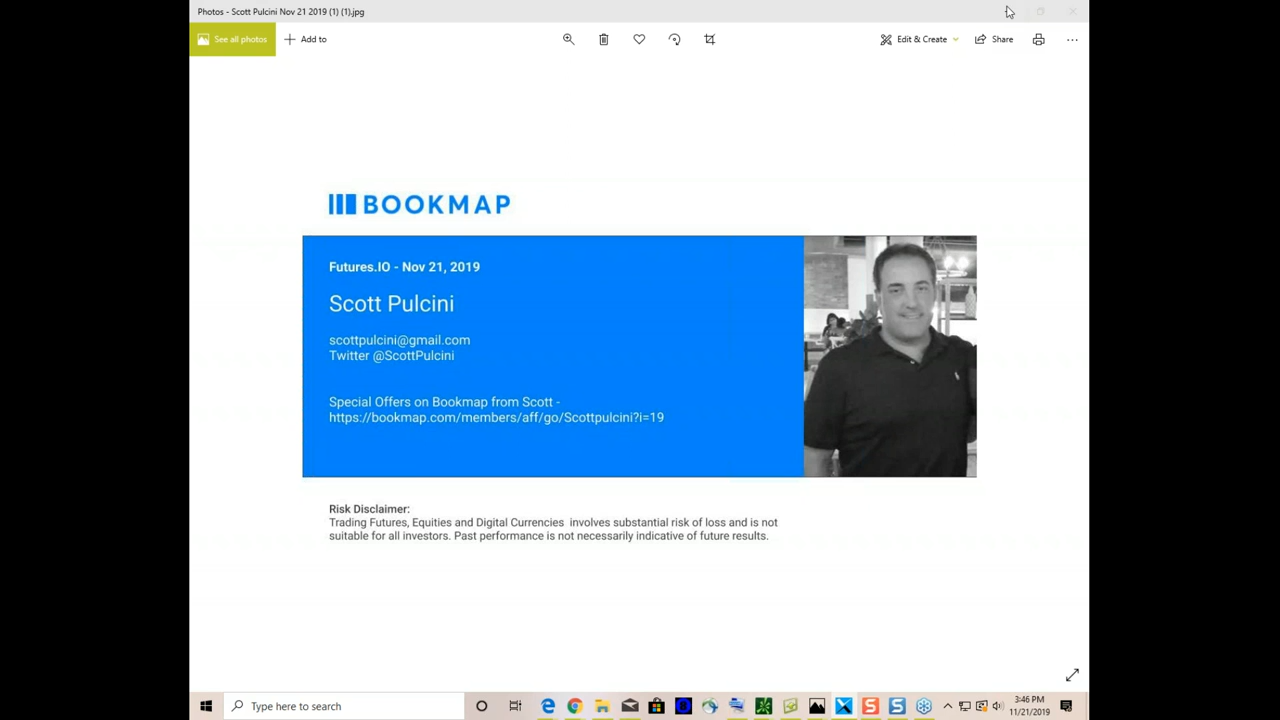 Photos - Scott Pulcini Nov 21 2019 (1) (1).jpg
See all photos
Add to
Edit & Create
Share
BOOKMAP
Futures.IO - Nov 21, 2019
Scott Pulcini
scottpulcini@gmail.com
Twitter @ScottPulcini
Special Offers on Bookmap from Scott -
https://bookmap.com/members/aff/go/Scottpulcini?i=19
Risk Disclaimer:
Trading Futures, Equities and Digital Currencies involves substantial risk of loss and is not
suitable for all investors. Past performance is not necessarily indicative of future results.
Type here to search
3:46 PM
11/21/2019